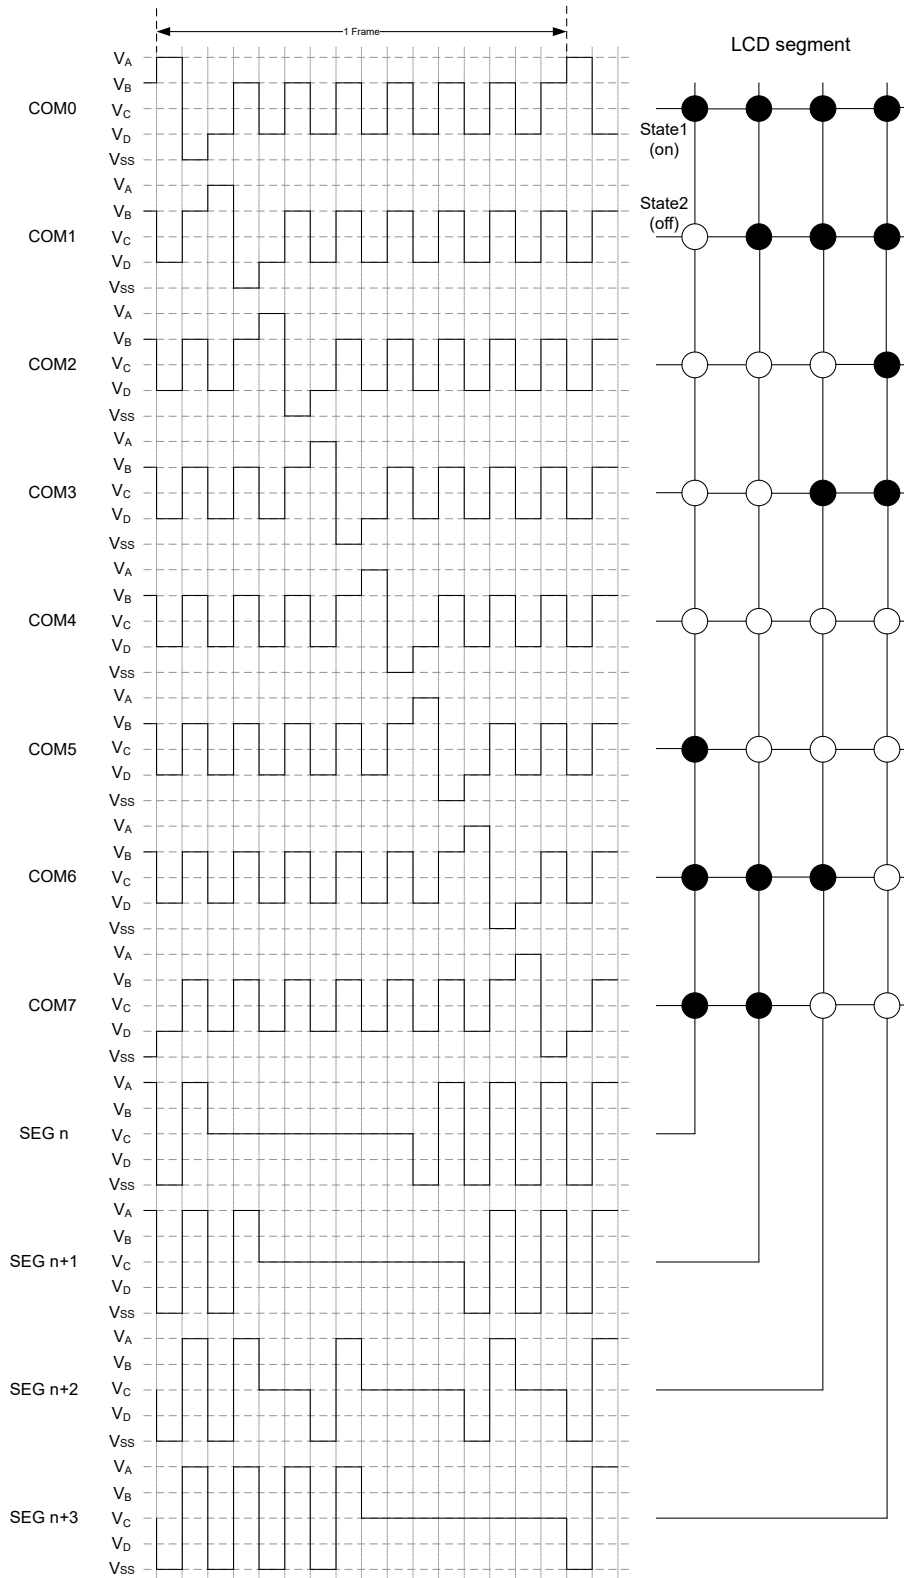 1 Frame
LCD segment
COM0
VA
VB
VC
VD
VSS
State1
(on)
COM1
VA
VB
VC
VD
VSS
State2
(off)
COM2
VA
VB
VC
VD
VSS
COM3
VA
VB
VC
VD
VSS
COM4
VA
VB
VC
VD
VSS
COM5
VA
VB
VC
VD
VSS
COM6
VA
VB
VC
VD
VSS
COM7
VA
VB
VC
VD
VSS
SEG n
VA
VB
VC
VD
VSS
SEG n+1
VA
VB
VC
VD
VSS
SEG n+2
VA
VB
VC
VD
VSS
SEG n+3
VA
VB
VC
VD
VSS